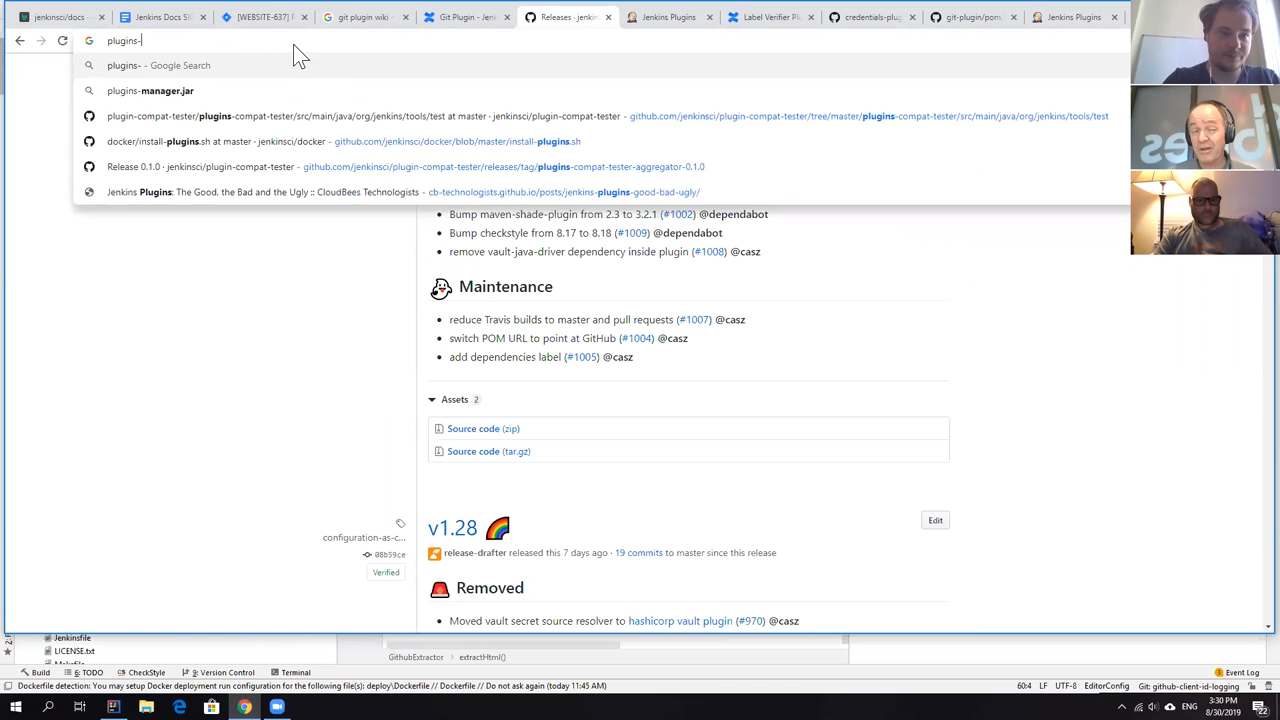 jenkinsci/docs -
Jenkins Docs SIG
[WEBSITE-637] F
git plugin wiki -
Git Plugin - Jenk
Releases · jenkin
Jenkins Plugins
Label Verifier Plu
credentials-plug
git-plugin/pom
Jenkins Plugins
plugins-
plugins- - Google Search
plugins-manager.jar
plugin-compat-tester/plugins-compat-tester/src/main/java/org/jenkins/tools/test at master · jenkinsci/plugin-compat-tester - github.com/jenkinsci/plugin-compat-tester/tree/master/plugins-compat-tester/src/main/java/org/jenkins/tools/test
docker/install-plugins.sh at master · jenkinsci/docker - github.com/jenkinsci/docker/blob/master/install-plugins.sh
Release 0.1.0 · jenkinsci/plugin-compat-tester - github.com/jenkinsci/plugin-compat-tester/releases/tag/plugins-compat-tester-aggregator-0.1.0
Jenkins Plugins: The Good, the Bad and the Ugly :: CloudBees Technologists - cb-technologists.github.io/posts/jenkins-plugins-good-bad-ugly/
Bump maven-shade-plugin from 2.3 to 3.2.1 (#1002) @dependabot
Bump checkstyle from 8.17 to 8.18 (#1009) @dependabot
remove vault-java-driver dependency inside plugin (#1008) @casz
Maintenance
reduce Travis builds to master and pull requests (#1007) @casz
switch POM URL to point at GitHub (#1004) @casz
add dependencies label (#1005) @casz
Assets 2
Source code (zip)
Source code (tar.gz)
configuration-as-c...
08b59ce
Verified
v1.28
Edit
release-drafter released this 7 days ago · 19 commits to master since this release
Removed
Moved vault secret source resolver to hashicorp vault plugin (#970) @casz
Jenkinsfile
LICENSE.txt
GithubExtractor
extractHtml()
Build
6: TODO
CheckStyle
9: Version Control
Terminal
Event Log
Dockerfile detection: You may setup Docker deployment run configuration for the following file(s): deploy\Dockerfile // Dockerfile // Do not ask again (today 11:45 AM)
60:4
LF
UTF-8
EditorConfig
Git: github-client-id-logging
3:30 PM
8/30/2019
22